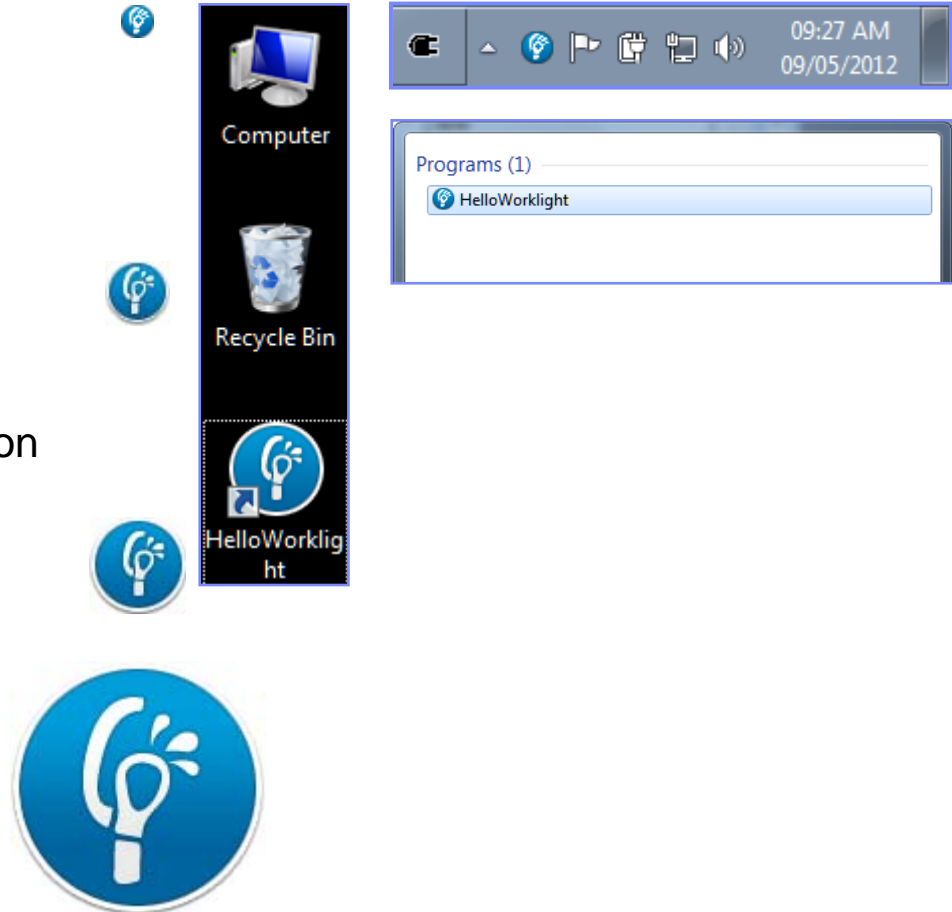 Computer
Recycle Bin
HelloWorklig
ht
09:27 AM
09/05/2012
Programs (1)
HelloWorklight
on